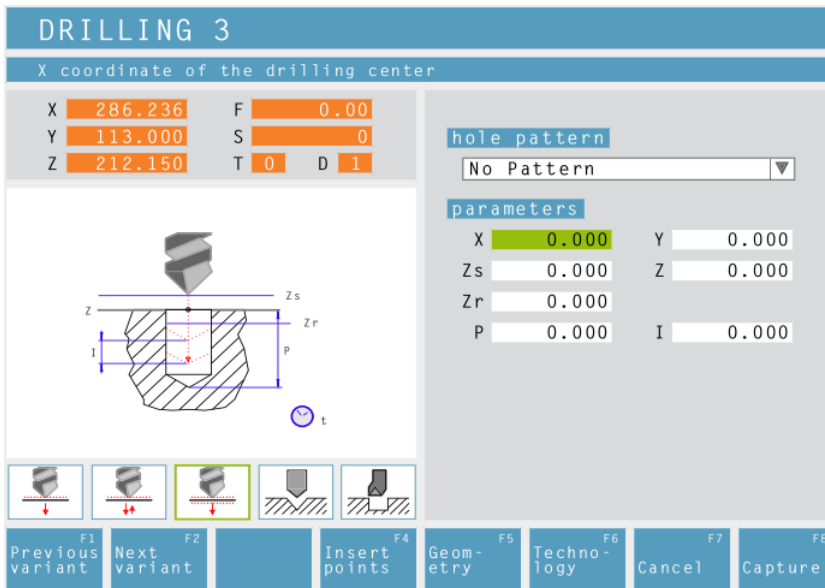 DRILLING 3
X coordinate of the drilling center
X 286.236 F 0.00
Y 113.000 S 0
Z 212.150 T 0 D 1
hole pattern
No Pattern
parameters
X 0.000 Y 0.000
Zs 0.000 Z 0.000
Zr 0.000
P 0.000 I 0.000
Zs
Z
Zr
I
P
t
F1
Previous
variant
F2
Next
variant
F4
Insert
points
F5
Geom-
etry
F6
Techno-
logy
F7
Cancel
F8
Capture